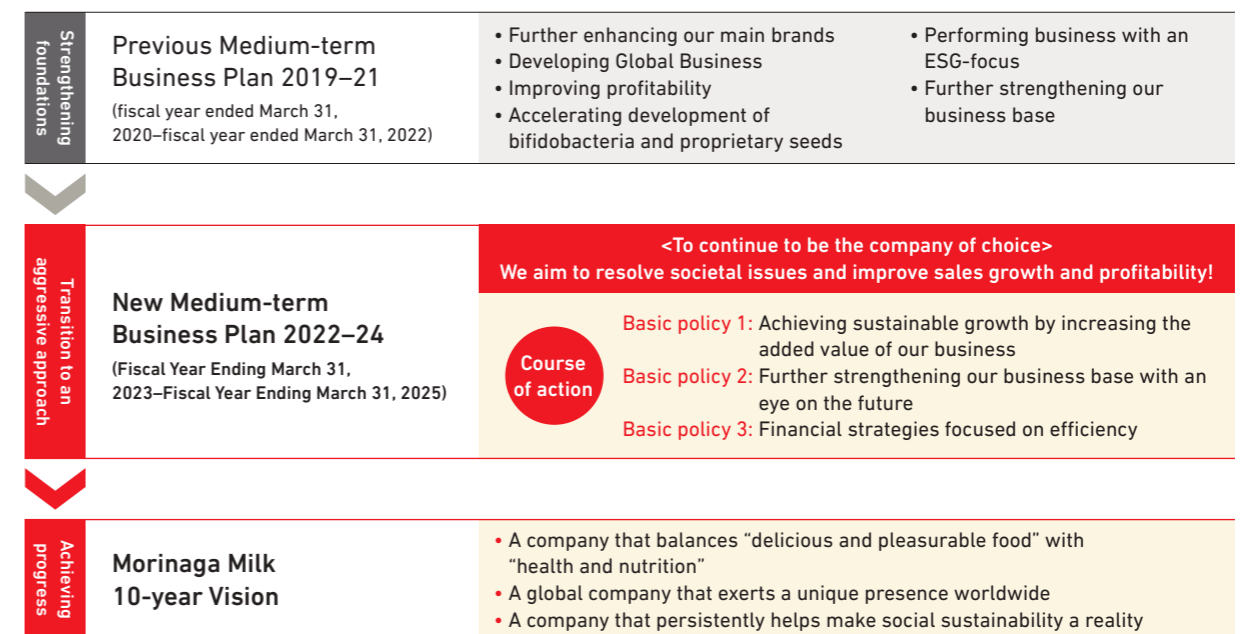 Strengthening
foundations
Previous Medium-term
Business Plan 2019–21
(fiscal year ended March 31,
2020–fiscal year ended March 31, 2022)
• Further enhancing our main brands
• Developing Global Business
• Improving profitability
• Accelerating development of
bifidobacteria and proprietary seeds
• Performing business with an
ESG-focus
• Further strengthening our
business base
Transition to an
aggressive approach
New Medium-term
Business Plan 2022–24
(Fiscal Year Ending March 31,
2023–Fiscal Year Ending March 31, 2025)
<To continue to be the company of choice>
We aim to resolve societal issues and improve sales growth and profitability!
Course
of action
Basic policy 1: Achieving sustainable growth by increasing the
added value of our business
Basic policy 2: Further strengthening our business base with an
eye on the future
Basic policy 3: Financial strategies focused on efficiency
Achieving
progress
Morinaga Milk
10-year Vision
• A company that balances “delicious and pleasurable food” with
“health and nutrition”
• A global company that exerts a unique presence worldwide
• A company that persistently helps make social sustainability a reality